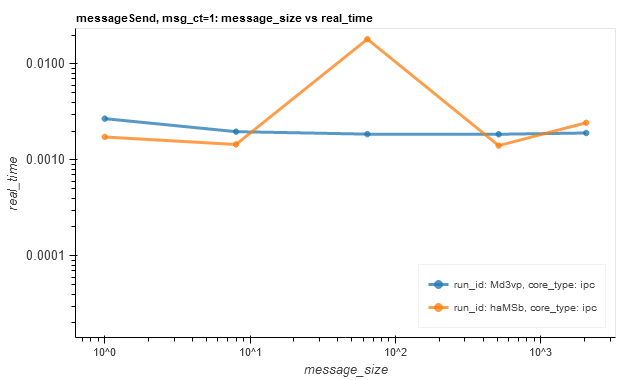 messageSend, msg_ct=1: message_size vs real_time
0.0100
0.0010
0.0001
real_time
run_id: Md3vp, core_type: ipc
run_id: haMSb, core_type: ipc
10^0
10^1
10^2
10^3
message_size